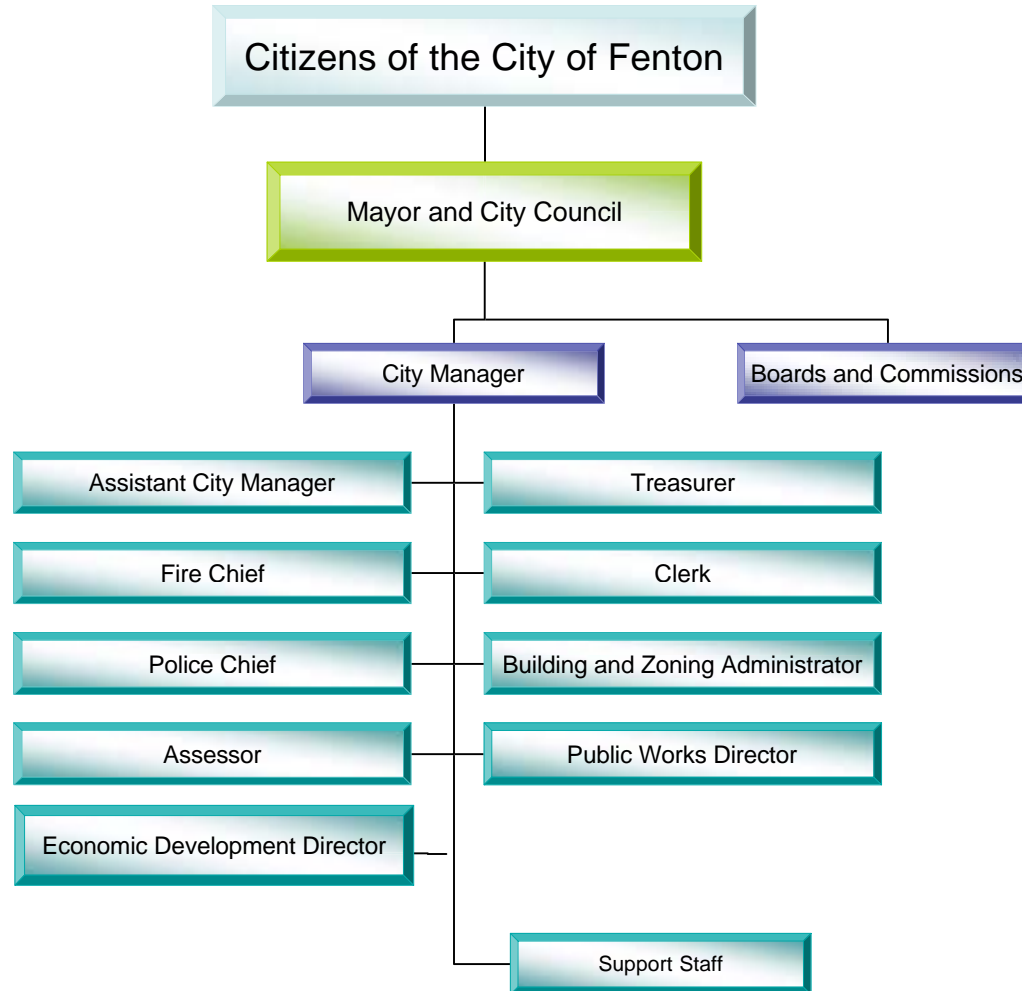 Citizens of the City of Fenton
Mayor and City Council
City Manager
Boards and Commissions
Assistant City Manager
Treasurer
Fire Chief
Clerk
Police Chief
Building and Zoning Administrator
Assessor
Public Works Director
Economic Development Director
Support Staff